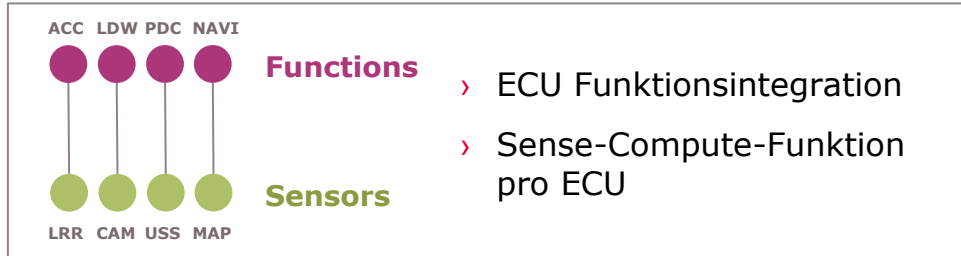 ACC LDW PDC NAVI
Functions
Sensors
LRR CAM USS MAP
› ECU Funktionsintegration
› Sense-Compute-Funktion
pro ECU